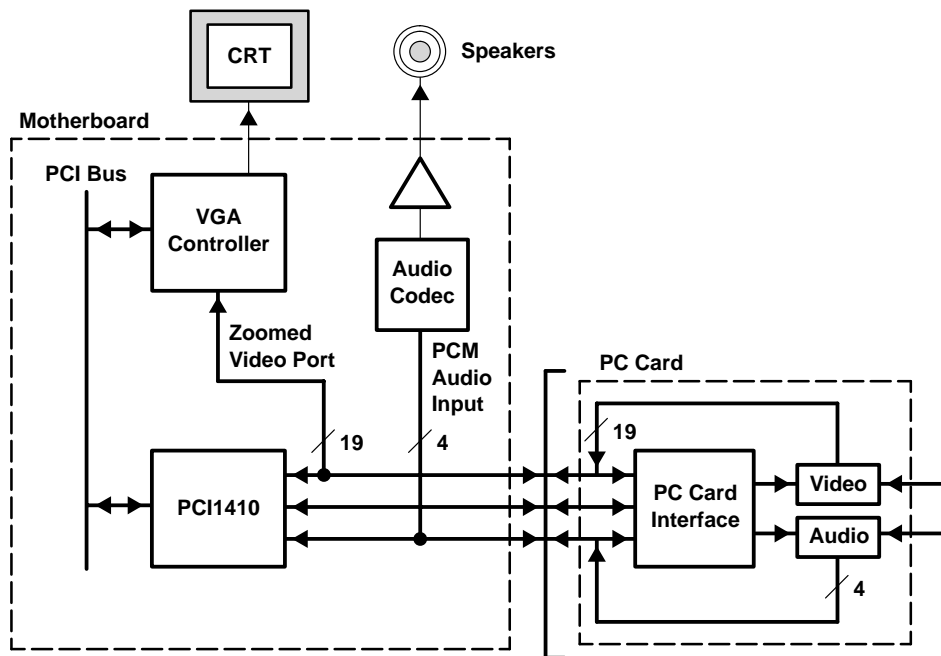 CRT
Speakers
Motherboard
PCI Bus
VGA
Controller
Audio
Codec
Zoomed
Video Port
PCM
Audio
Input
PC Card
19
4
19
PCI1410
PC Card
Interface
Video
Audio
4